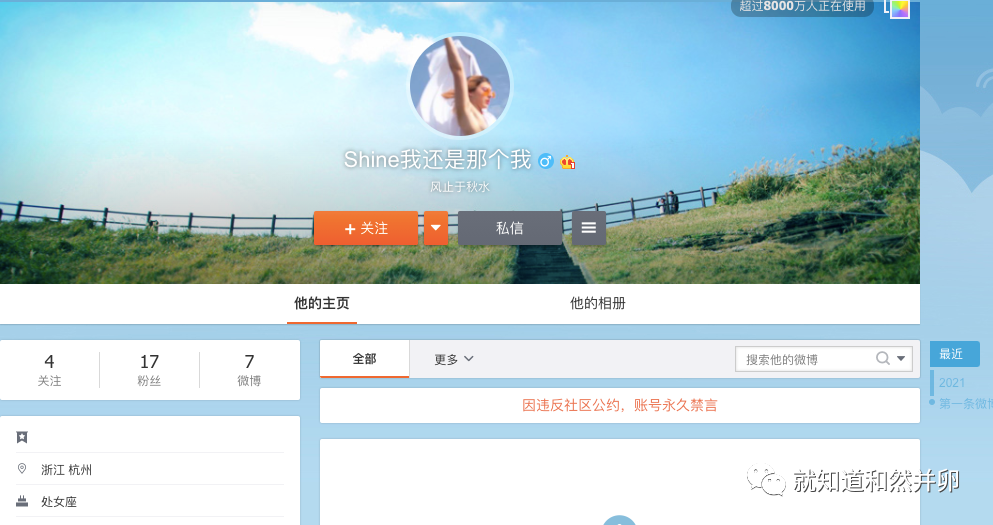 超过8000万人正在使用
Shine我还是那个我
风止于秋水
+ 关注
私信
他的主页
他的相册
4
关注
17
粉丝
7
微博
全部
更多
搜索他的微博
最近
2021
第一条微博
因违反社区公约，账号永久禁言
浙江 杭州
处女座
就知道和然并卵